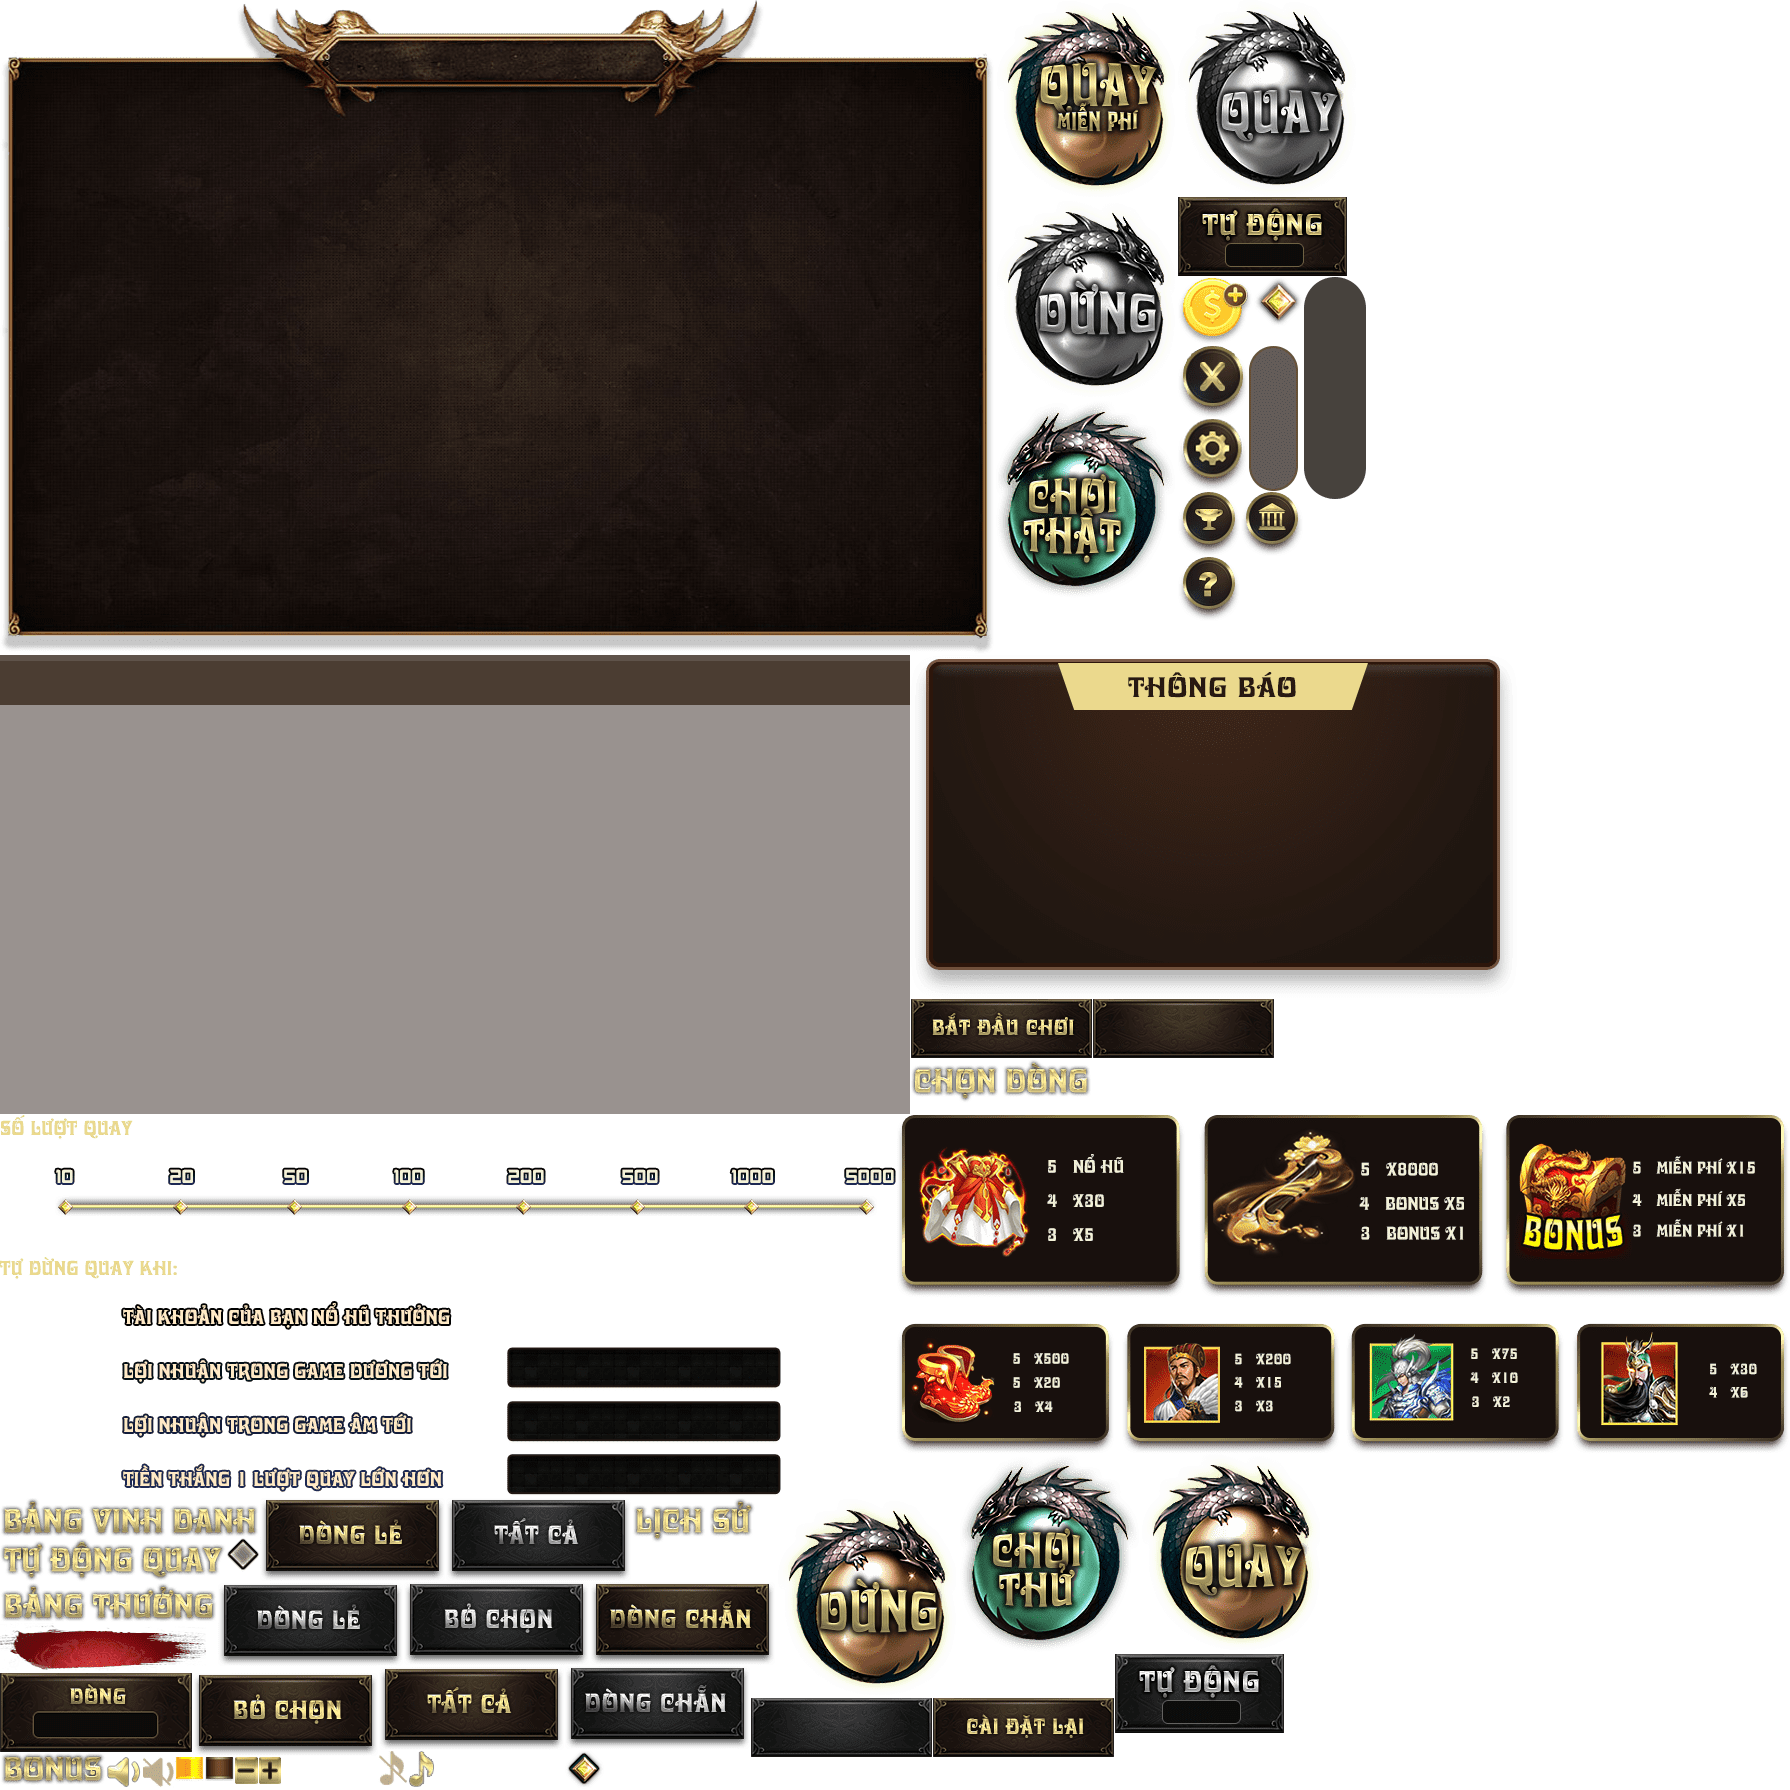 QUAY
MIỄN PHÍ
QUAY
TỰ ĐỘNG
DỪNG
CHƠI
THẬT
THÔNG BÁO
BẮT ĐẦU CHƠI
CHỌN DÒNG
SỐ LƯỢT QUAY
10 20 50 100 200 500 1000 5000
TỰ DỪNG QUAY KHI:
TÀI KHOẢN CỦA BẠN NỔ HŨ THƯỞNG
LỢI NHUẬN TRONG GAME DƯƠNG TỚI
LỢI NHUẬN TRONG GAME ÂM TỚI
TIỀN THẮNG 1 LƯỢT QUAY LỚN HƠN
5 NỔ HŨ
4 X30
3 X5
5 X8000
4 BONUS X5
3 BONUS X1
BONUS
5 MIỄN PHÍ X15
4 MIỄN PHÍ X5
3 MIỄN PHÍ X1
5 X500
5 X20
3 X4
5 X200
4 X15
3 X3
5 X75
4 X10
3 X2
5 X30
4 X6
BẢNG VINH DANH
DÒNG LẺ
TẤT CẢ
LỊCH SỬ
TỰ ĐỘNG QUAY
BẢNG THƯỞNG
DÒNG LẺ
BỎ CHỌN
DÒNG CHẴN
DỪNG
CHƠI
THỬ
QUAY
DÒNG
BỎ CHỌN
TẤT CẢ
DÒNG CHẴN
CÀI ĐẶT LẠI
TỰ ĐỘNG
BONUS